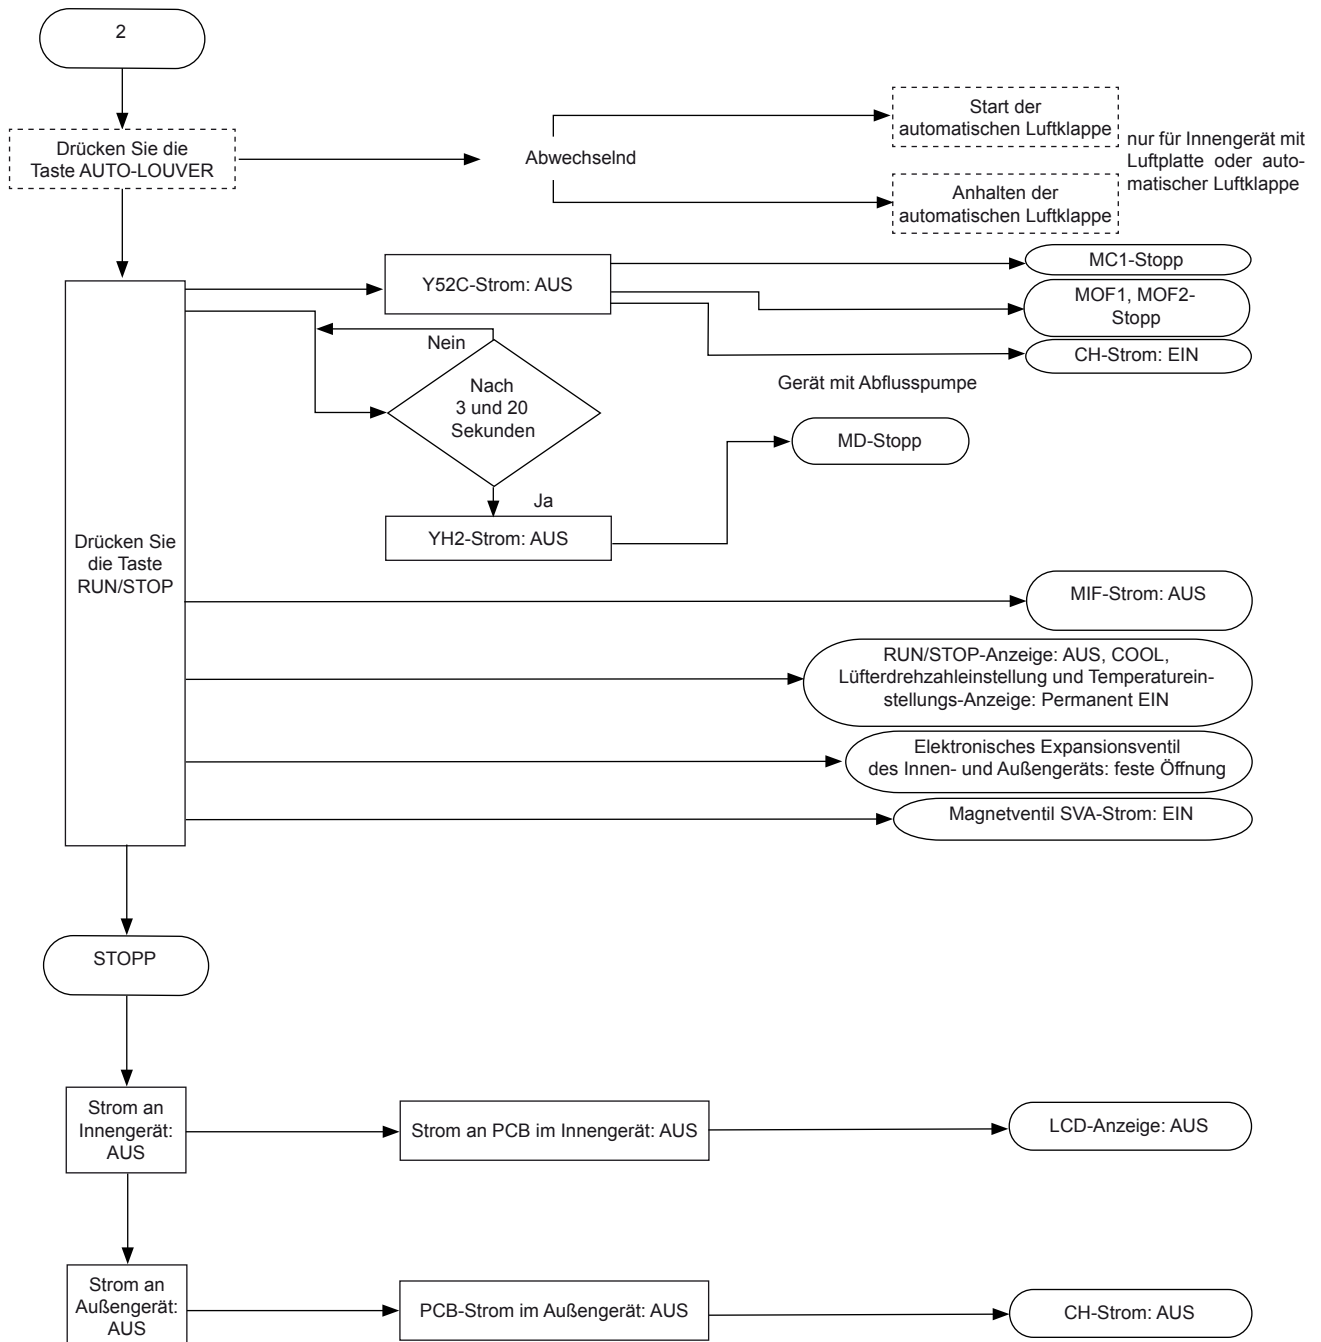 2
Drücken Sie die
Taste AUTO-LOUVER
Abwechselnd
Start der
automatischen Luftklappe
Anhalten der
automatischen Luftklappe
nur für Innengerät mit
Luftplatte oder auto-
matischer Luftklappe
Drücken Sie
die Taste
RUN/STOP
Y52C-Strom: AUS
MC1-Stopp
MOF1, MOF2-
Stopp
CH-Strom: EIN
Nein
Nach
3 und 20
Sekunden
Ja
Gerät mit Abflusspumpe
MD-Stopp
YH2-Strom: AUS
MIF-Strom: AUS
RUN/STOP-Anzeige: AUS, COOL,
Lüfterdrehzahleinstellung und Temperaturein-
stellungs-Anzeige: Permanent EIN
Elektronisches Expansionsventil
des Innen- und Außengeräts: feste Öffnung
Magnetventil SVA-Strom: EIN
STOPP
Strom an
Innengerät:
AUS
Strom an PCB im Innengerät: AUS
LCD-Anzeige: AUS
Strom an
Außengerät:
AUS
PCB-Strom im Außengerät: AUS
CH-Strom: AUS